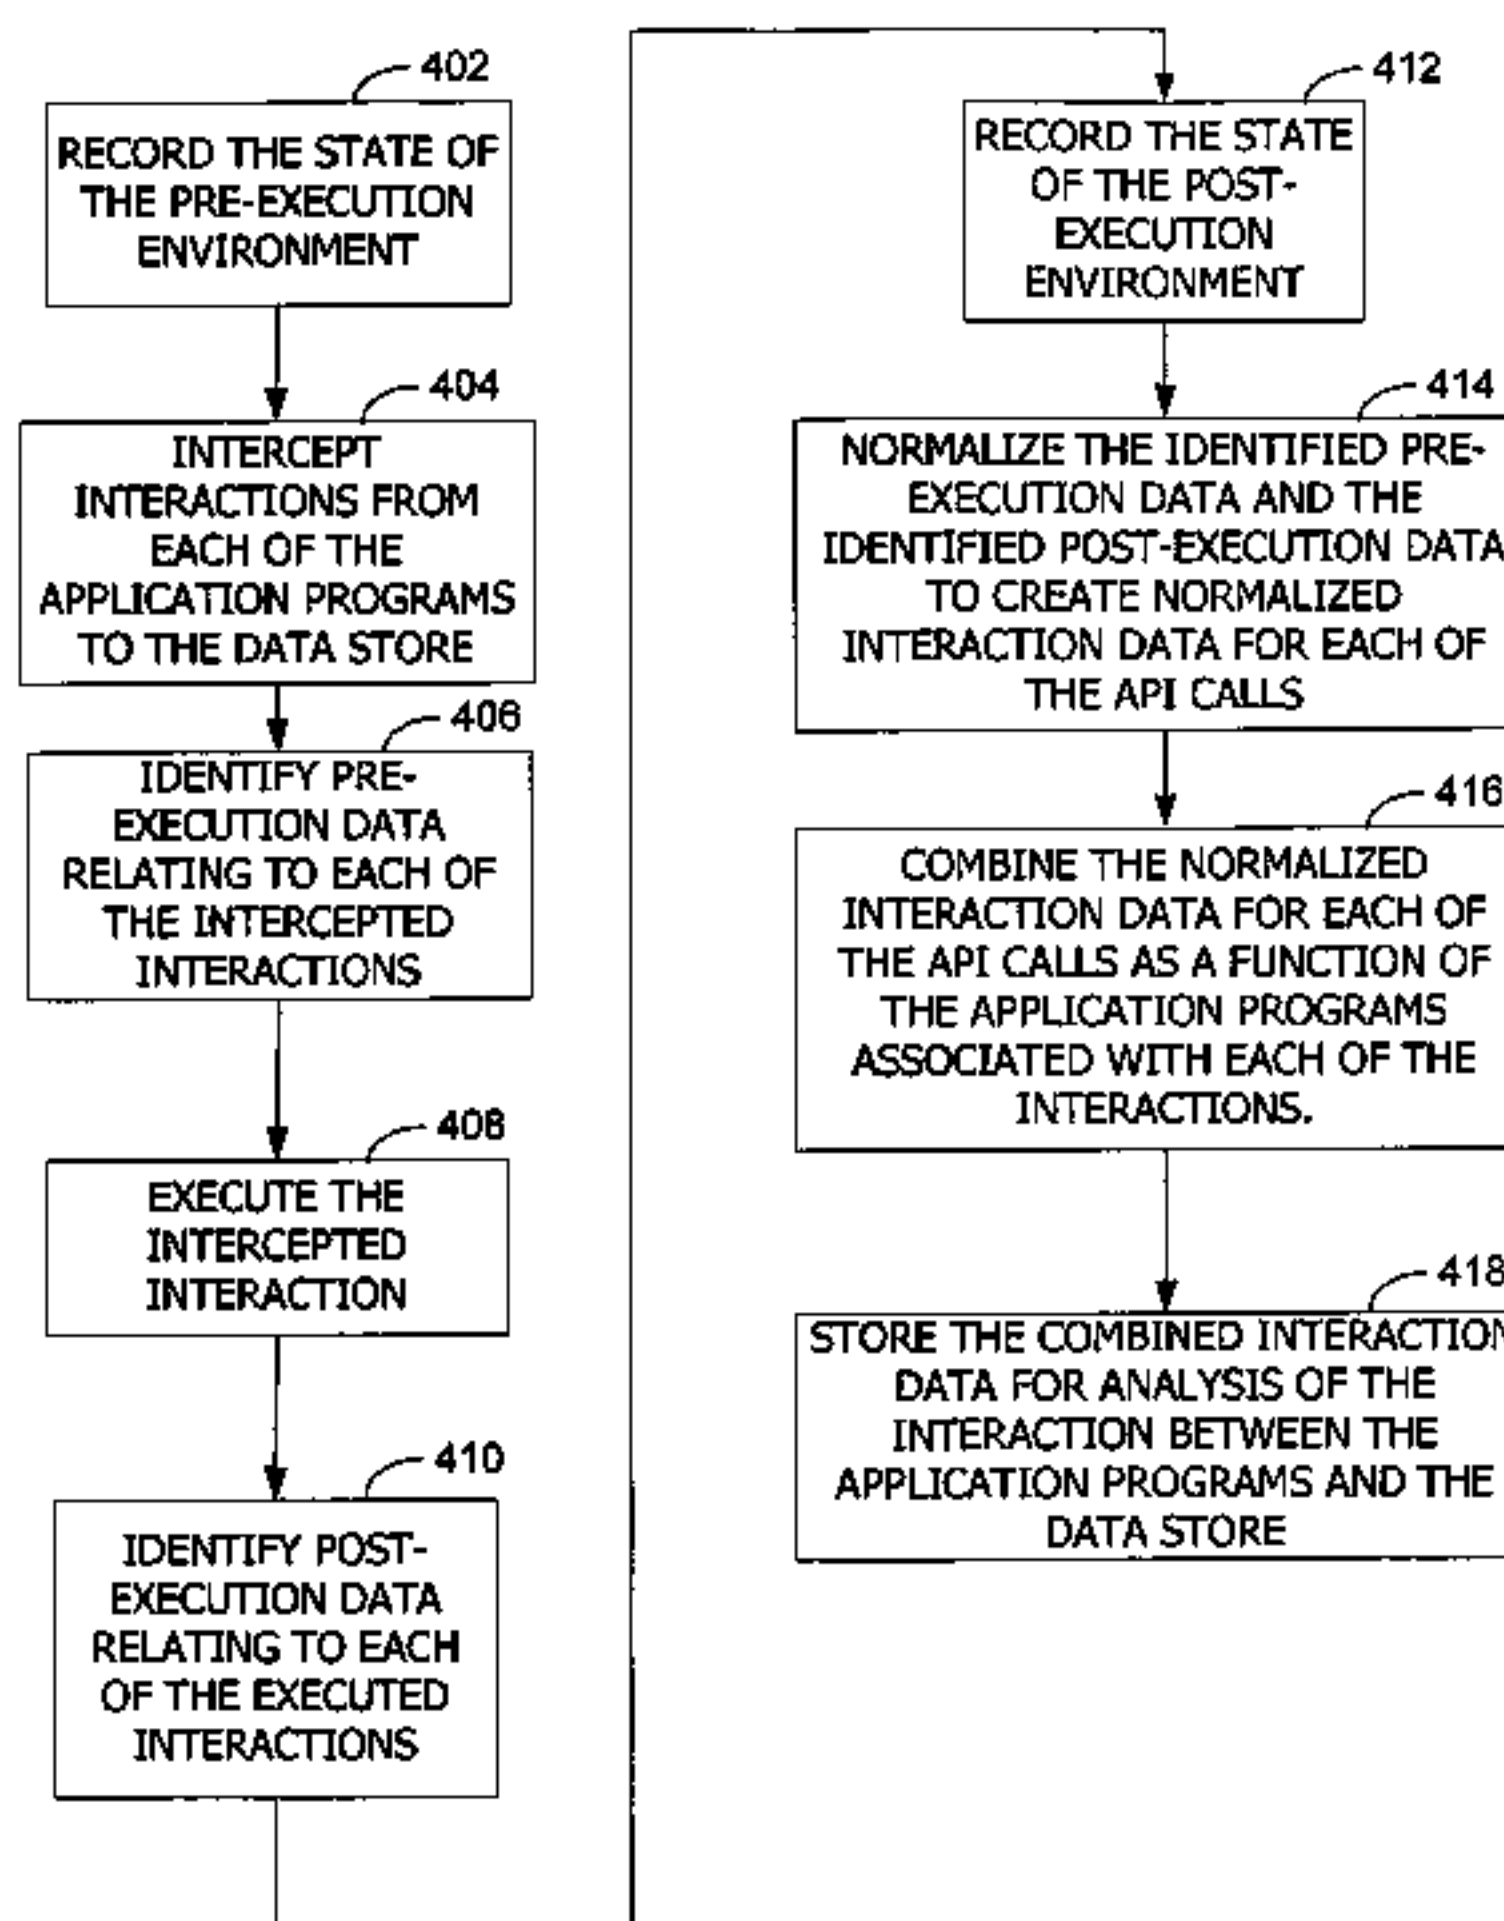 402
RECORD THE STATE OF
THE PRE-EXECUTION
ENVIRONMENT
404
INTERCEPT
INTERACTIONS FROM
EACH OF THE
APPLICATION PROGRAMS
TO THE DATA STORE
406
IDENTIFY PRE-
EXECUTION DATA
RELATING TO EACH OF
THE INTERCEPTED
INTERACTIONS
408
EXECUTE THE
INTERCEPTED
INTERACTION
410
IDENTIFY POST-
EXECUTION DATA
RELATING TO EACH
OF THE EXECUTED
INTERACTIONS
412
RECORD THE STATE
OF THE POST-
EXECUTION
ENVIRONMENT
414
NORMALIZE THE IDENTIFIED PRE-
EXECUTION DATA AND THE
IDENTIFIED POST-EXECUTION DATA
TO CREATE NORMALIZED
INTERACTION DATA FOR EACH OF
THE API CALLS
416
COMBINE THE NORMALIZED
INTERACTION DATA FOR EACH OF
THE API CALLS AS A FUNCTION OF
THE APPLICATION PROGRAMS
ASSOCIATED WITH EACH OF THE
INTERACTIONS.
418
STORE THE COMBINED INTERACTION
DATA FOR ANALYSIS OF THE
INTERACTION BETWEEN THE
APPLICATION PROGRAMS AND THE
DATA STORE